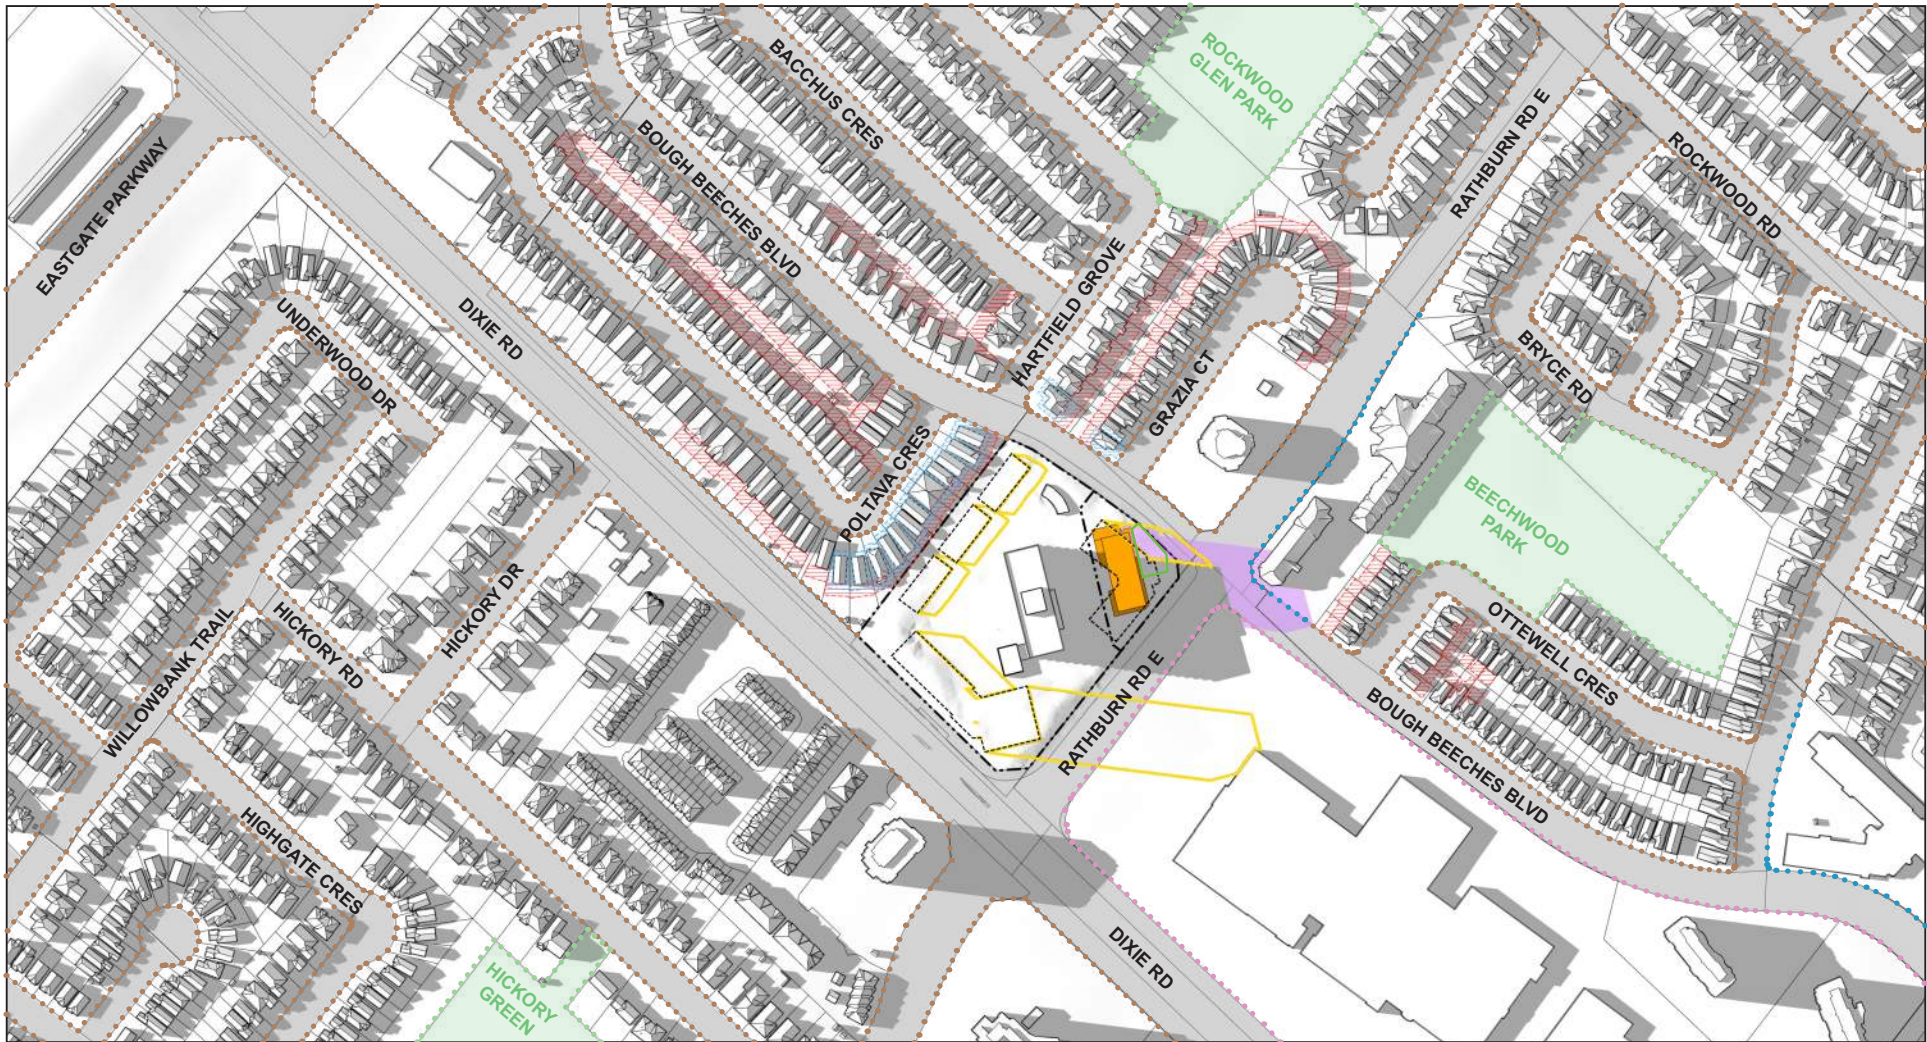 ROCKWOOD
GLEN PARK
BACCHUS CRES
RATHBURN RD E
BOUGH BEECHES BLVD
ROCKWOOD RD
EASTGATE PARKWAY
HARTFIELD GROVE
UNDERWOOD DR
DIXIE RD
BRYCE RD
GRAZIA CT
POLTAVA CRES
BEECHWOOD
PARK
HICKORY DR
OTTEWELL CRES
WILLOWBANK TRAIL
HICKORY RD
RATHBURN RD E
BOUGH BEECHES BLVD
HIGHGATE CRES
DIXIE RD
HICKORY
GREEN